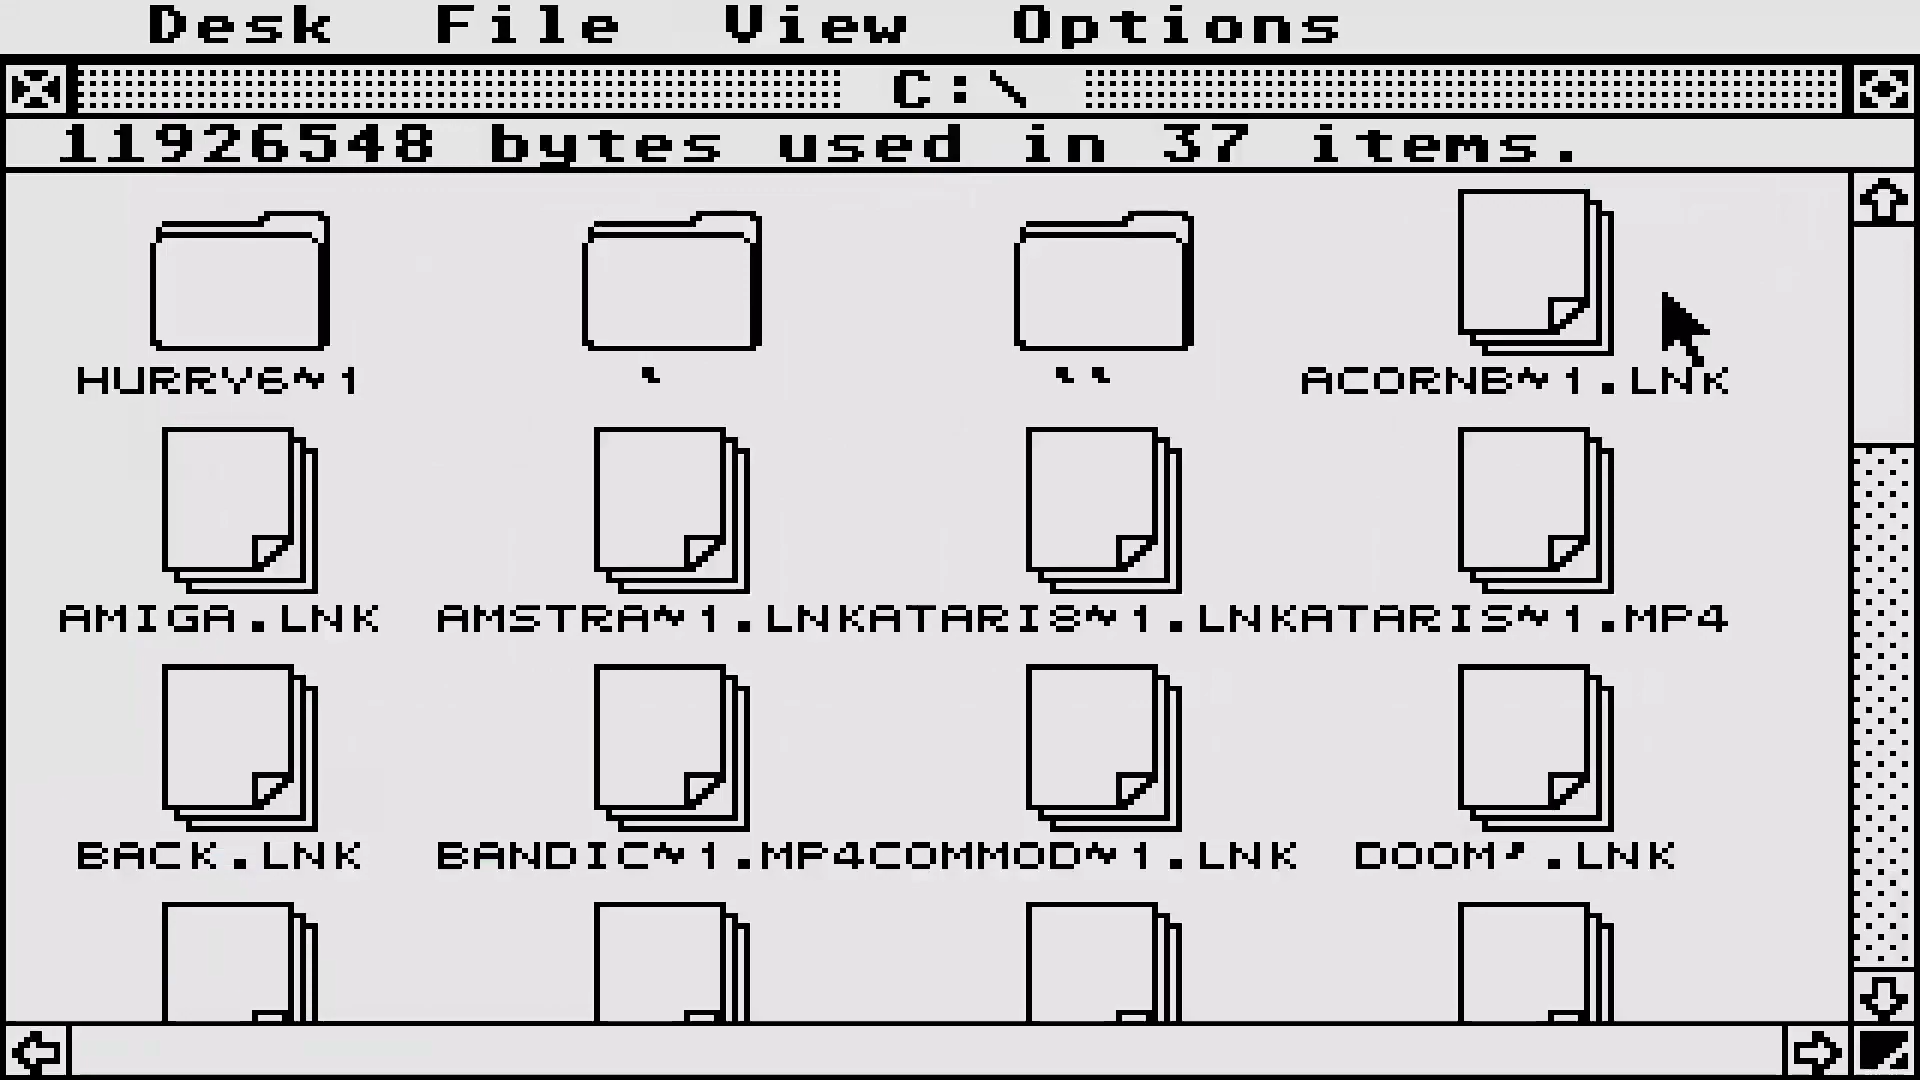 Desk File View Options
C:\
11926548 bytes used in 37 items.
HURRY6~1 . .. ACORNB~1.LNK
AMIGA.LNK AMSTRA~1.LNK ATARI8~1.LNK ATARIS~1.MP4
BACK.LNK BANDIC~1.MP4 COMMOD~1.LNK DOOM'.LNK